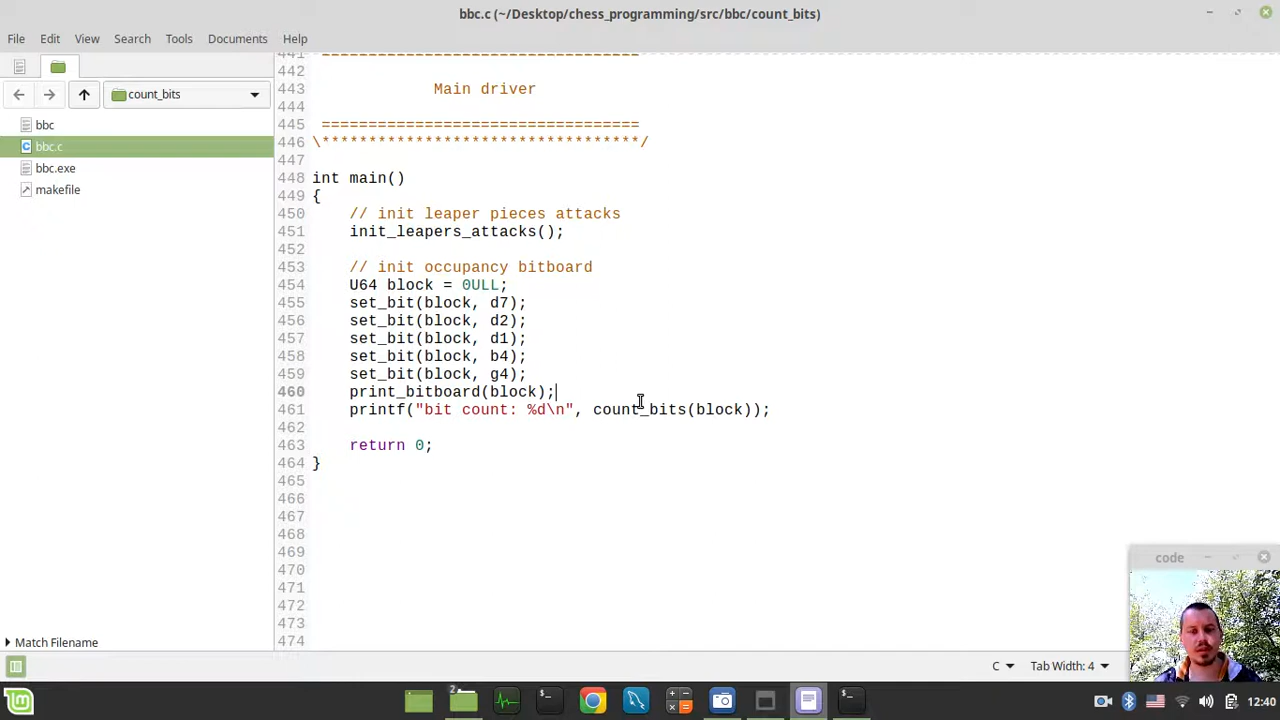 bbc.c (~/Desktop/chess_programming/src/bbc/count_bits)
File Edit View Search Tools Documents Help
count_bits
bbc
bbc.c
bbc.exe
makefile
Match Filename
441 =================================
442
443 Main driver
444
445 =================================
446 \**********************************/
447
448 int main()
449 {
450 // init leaper pieces attacks
451 init_leapers_attacks();
452
453 // init occupancy bitboard
454 U64 block = 0ULL;
455 set_bit(block, d7);
456 set_bit(block, d2);
457 set_bit(block, d1);
458 set_bit(block, b4);
459 set_bit(block, g4);
460 print_bitboard(block);
461 printf("bit count: %d\n", count_bits(block));
462
463 return 0;
464 }
465
466
467
468
469
470
471
472
473
474
code
C Tab Width: 4
2
12:40